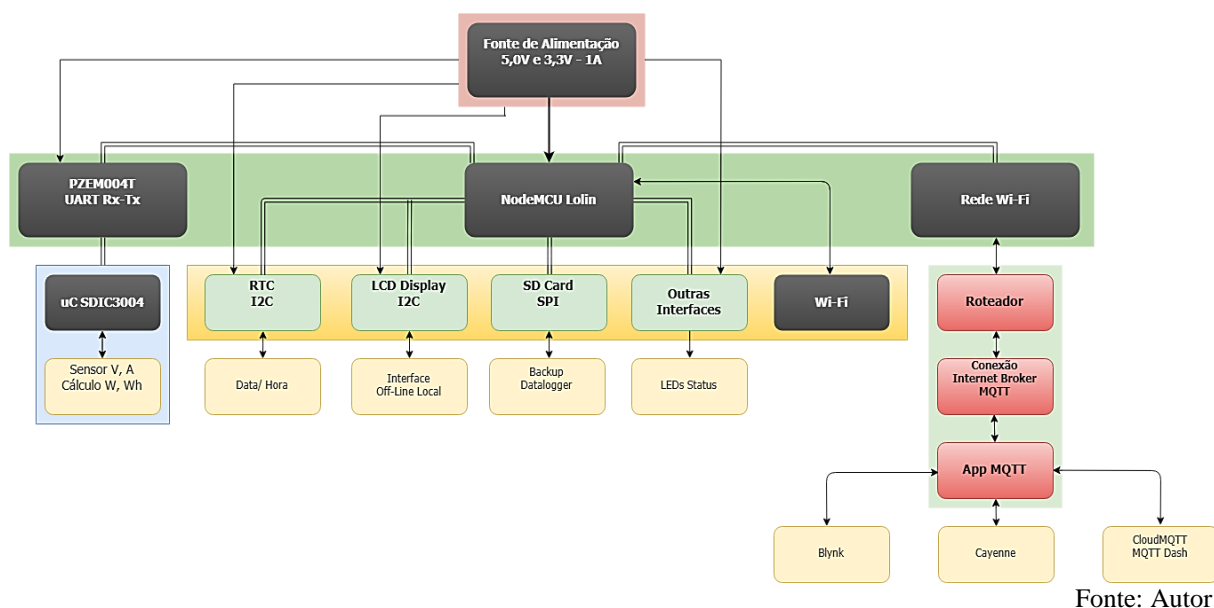 Fonte de Alimentação
5,0V e 3,3V - 1A
PZEM004T
UART Rx-Tx
NodeMCU Lolin
Rede Wi-Fi
uC SDIC3004
RTC
I2C
LCD Display
I2C
SD Card
SPI
Outras
Interfaces
Wi-Fi
Roteador
Sensor V, A
Cálculo W, Wh
Data/ Hora
Interface
Off-Line Local
Backup
Datalogger
LEDs Status
Conexão
Internet Broker
MQTT
App MQTT
Blynk
Cayenne
CloudMQTT
MQTT Dash
Fonte: Autor